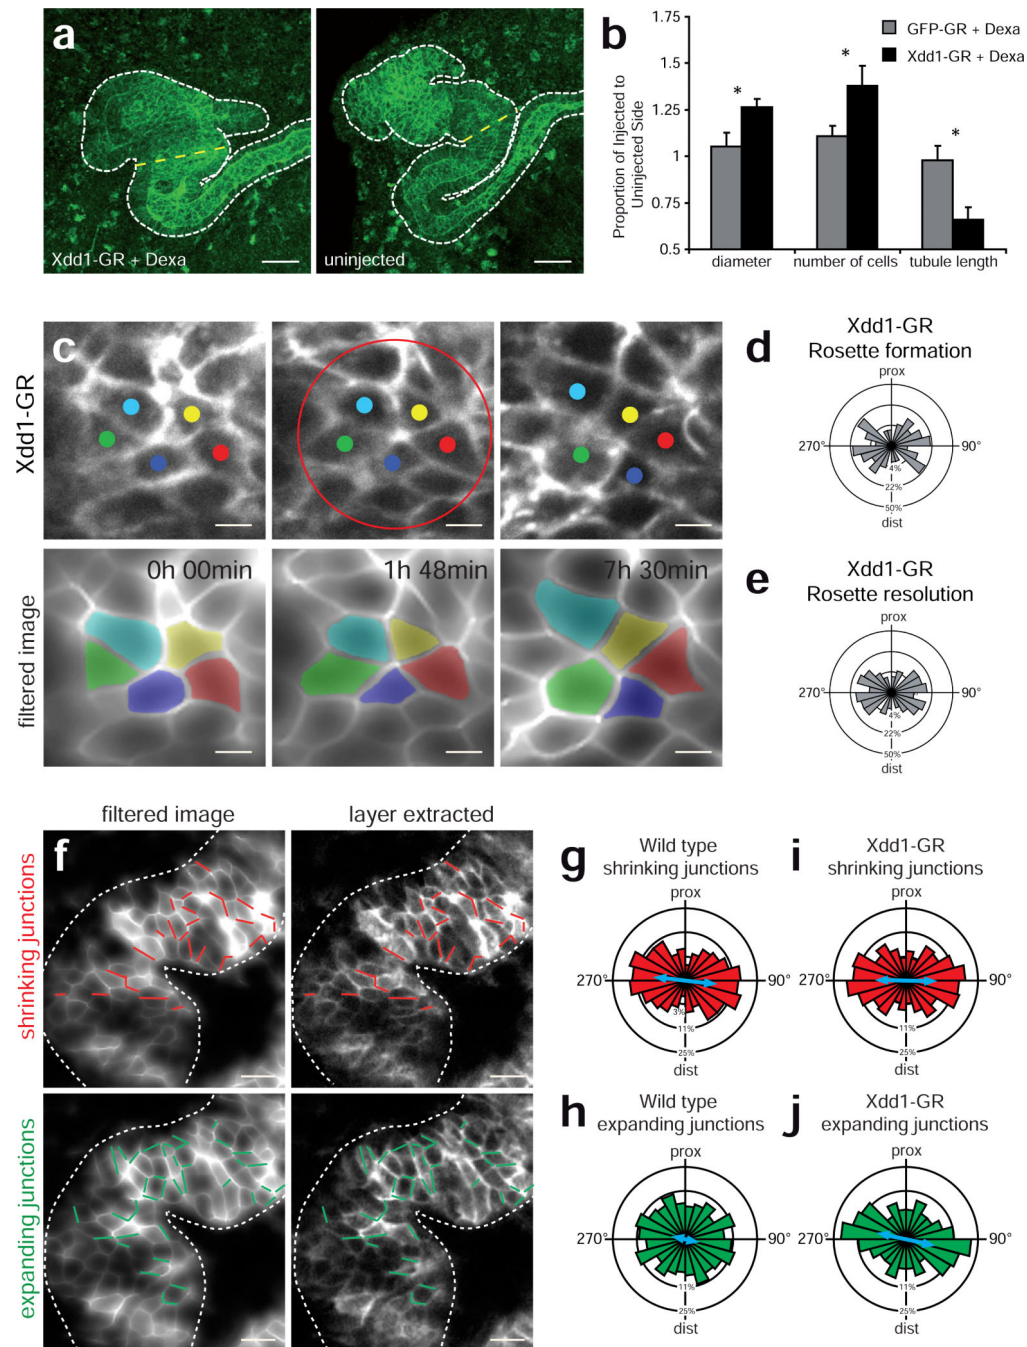 a
Xdd1-GR + Dexa
uninjected
b
1.75
1.5
1.25
1
0.75
0.5
Proportion of Injected to
Uninjected Side
GFP-GR + Dexa
Xdd1-GR + Dexa
*
*
*
diameter
number of cells
tubule length
c
Xdd1-GR
filtered image
0h 00min
1h 48min
7h 30min
d
Xdd1-GR
Rosette formation
prox
270°
90°
4%
22%
50%
dist
e
Xdd1-GR
Rosette resolution
prox
270°
90°
4%
22%
50%
dist
filtered image
layer extracted
f
shrinking junctions
expanding junctions
g
Wild type
shrinking junctions
prox
270°
90°
3%
11%
25%
dist
i
Xdd1-GR
shrinking junctions
prox
270°
90°
11%
25%
dist
h
Wild type
expanding junctions
prox
270°
90°
11%
25%
dist
j
Xdd1-GR
expanding junctions
prox
270°
90°
11%
25%
dist